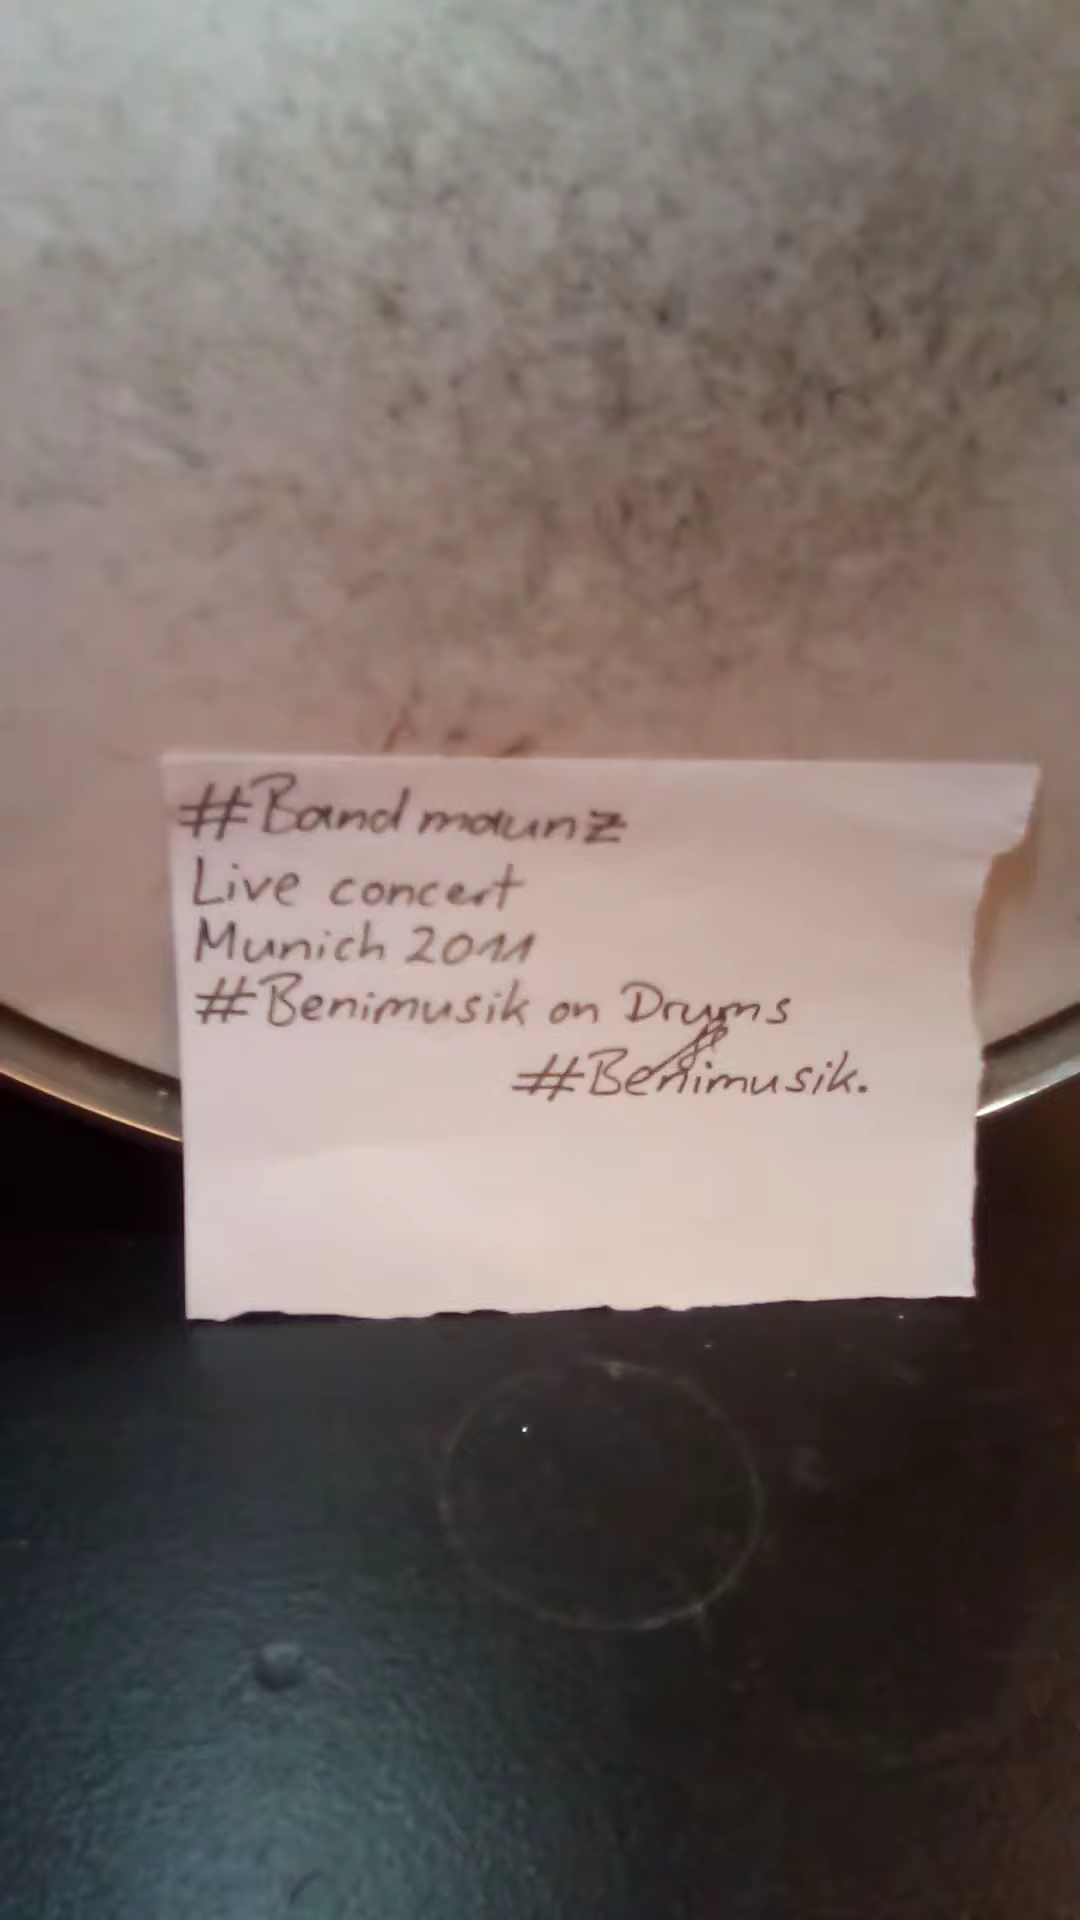 #Bandmaunz
Live concert
Munich 2011
#Benimusik on Drums
#Benimusik.